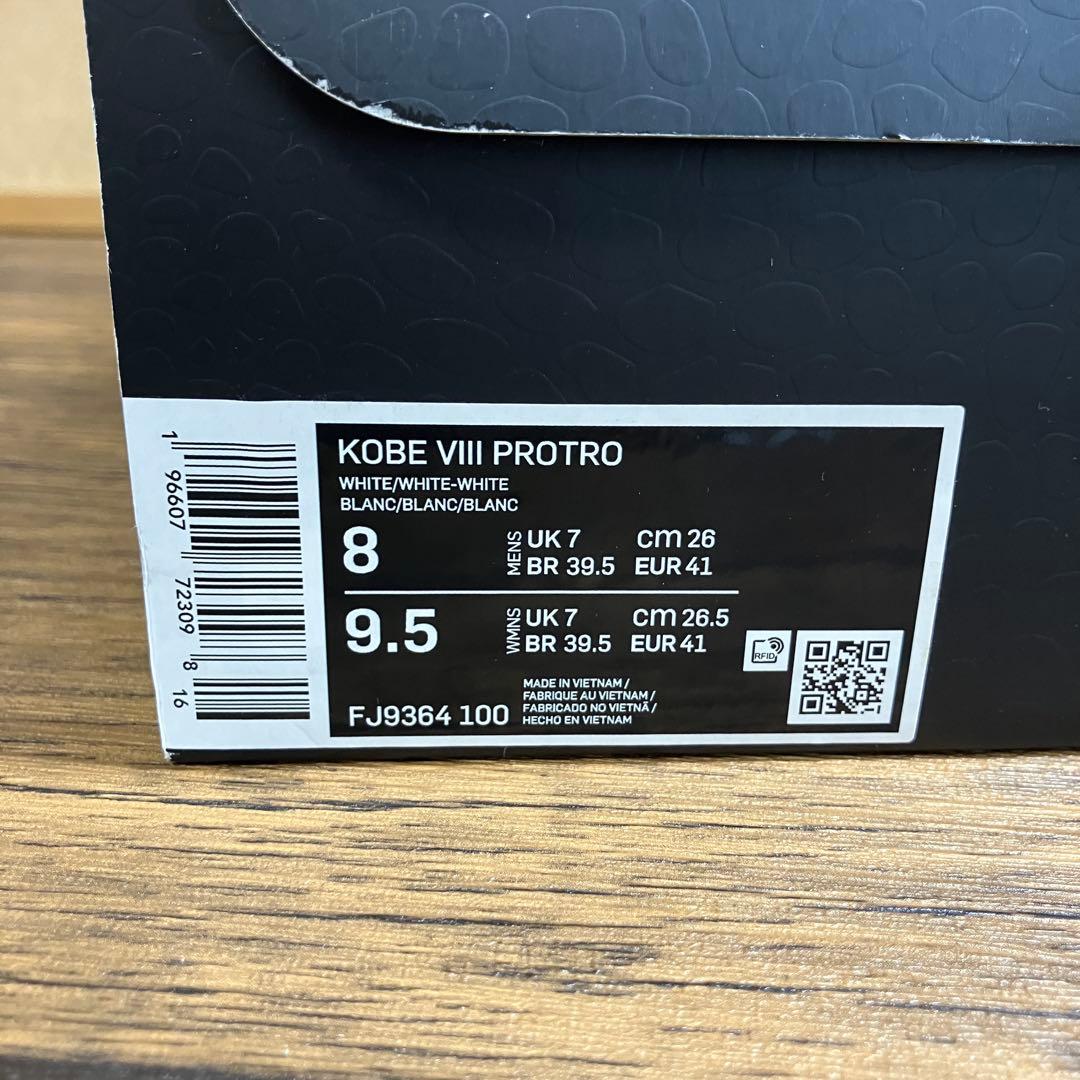 KOBE VIII PROTRO
WHITE/WHITE-WHITE
BLANC/BLANC/BLANC
8 MENS UK 7 cm 26
BR 39.5 EUR 41
9.5 WMNS UK 7 cm 26.5
BR 39.5 EUR 41
RFID
FJ9364 100
MADE IN VIETNAM /
FABRIQUE AU VIETNAM /
FABRICADO NO VIETNÃ /
HECHO EN VIETNAM
1 96607 72309 8 16